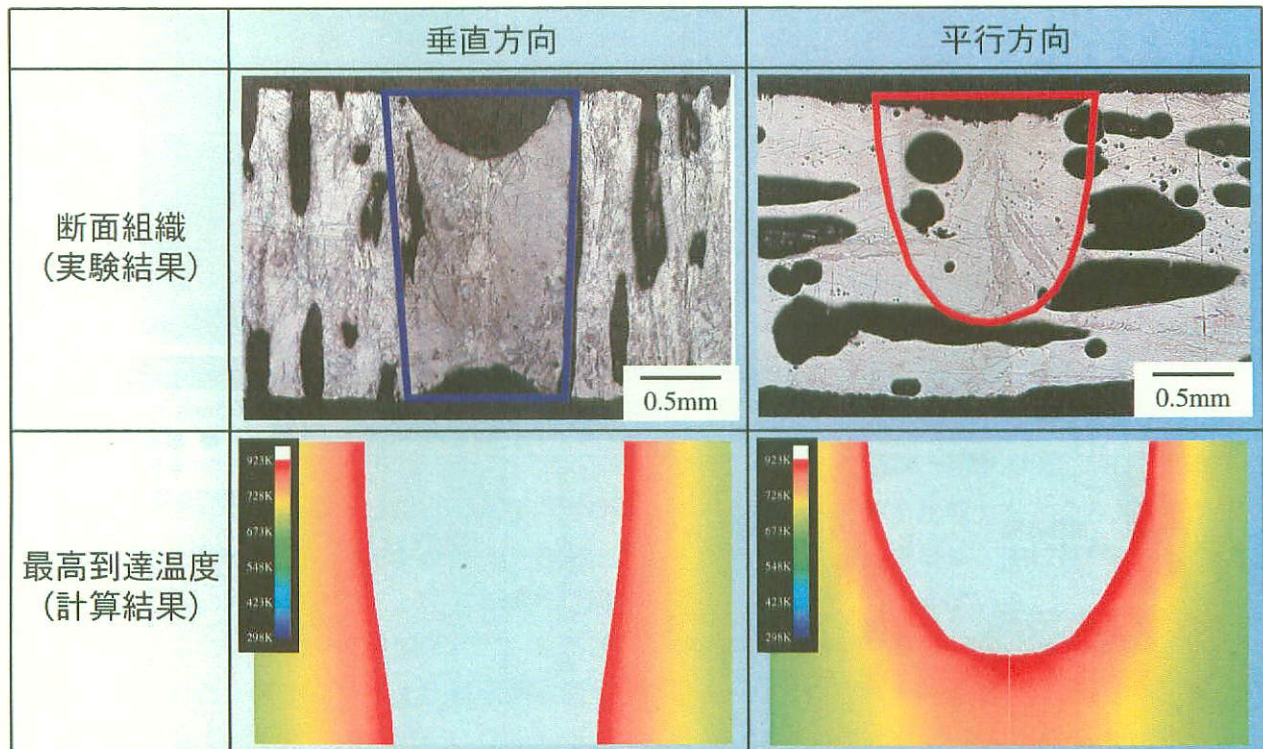 垂直方向
平行方向
断面組織
(実験結果)
0.5mm
0.5mm
最高到達温度
(計算結果)
923K
728K
673K
548K
423K
298K
923K
728K
673K
548K
423K
298K